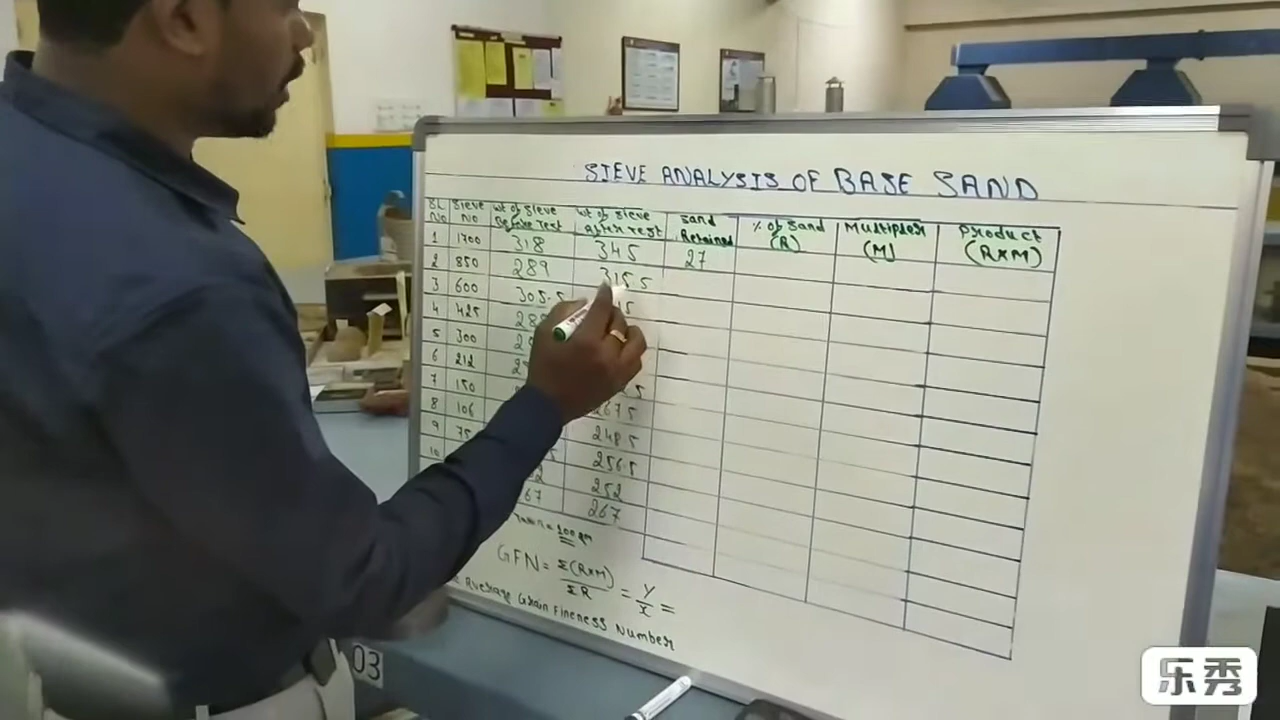 SIEVE ANALYSIS OF BASE SAND
SL NO Sieve NO wt of sieve Before Test wt of sieve after test Sand Retained % of Sand (R) Multiplier (M) Product (R×M)
1 1700 318 345 27
2 850 289 315.5
3 600 305.5
4 425
5 300
6 212
7 150
8 106 267.5
9 75 248.5
10 256.5
252
267
GFN = Σ(R×M) / ΣR = Y / X =
Average Grain Fineness Number
03
乐秀